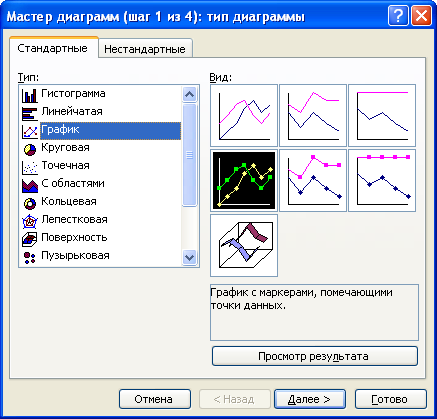 Мастер диаграмм (шаг 1 из 4): тип диаграммы
Стандартные
Нестандартные
Тип:
Гистограмма
Линейчатая
График
Круговая
Точечная
С областями
Кольцевая
Лепестковая
Поверхность
Пузырьковая
Вид:
График с маркерами, помечающими
точки данных.
Просмотр результата
Отмена
< Назад
Далее >
Готово